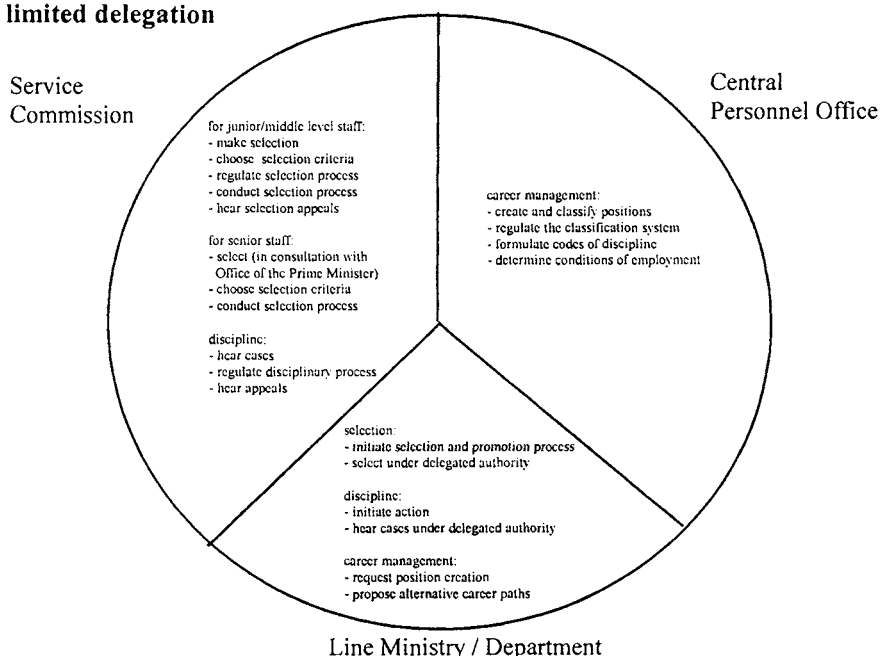 limited delegation
Service
Commission
for junior/middle level staff:
- make selection
- choose selection criteria
- regulate selection process
- conduct selection process
- hear selection appeals
for senior staff:
- select (in consultation with
Office of the Prime Minister)
- choose selection criteria
- conduct selection process
discipline:
- hear cases
- regulate disciplinary process
- hear appeals
Central
Personnel Office
career management:
- create and classify positions
- regulate the classification system
- formulate codes of discipline
- determine conditions of employment
selection:
- initiate selection and promotion process
- select under delegated authority
discipline:
- initiate action
- hear cases under delegated authority
career management:
- request position creation
- propose alternative career paths
Line Ministry / Department